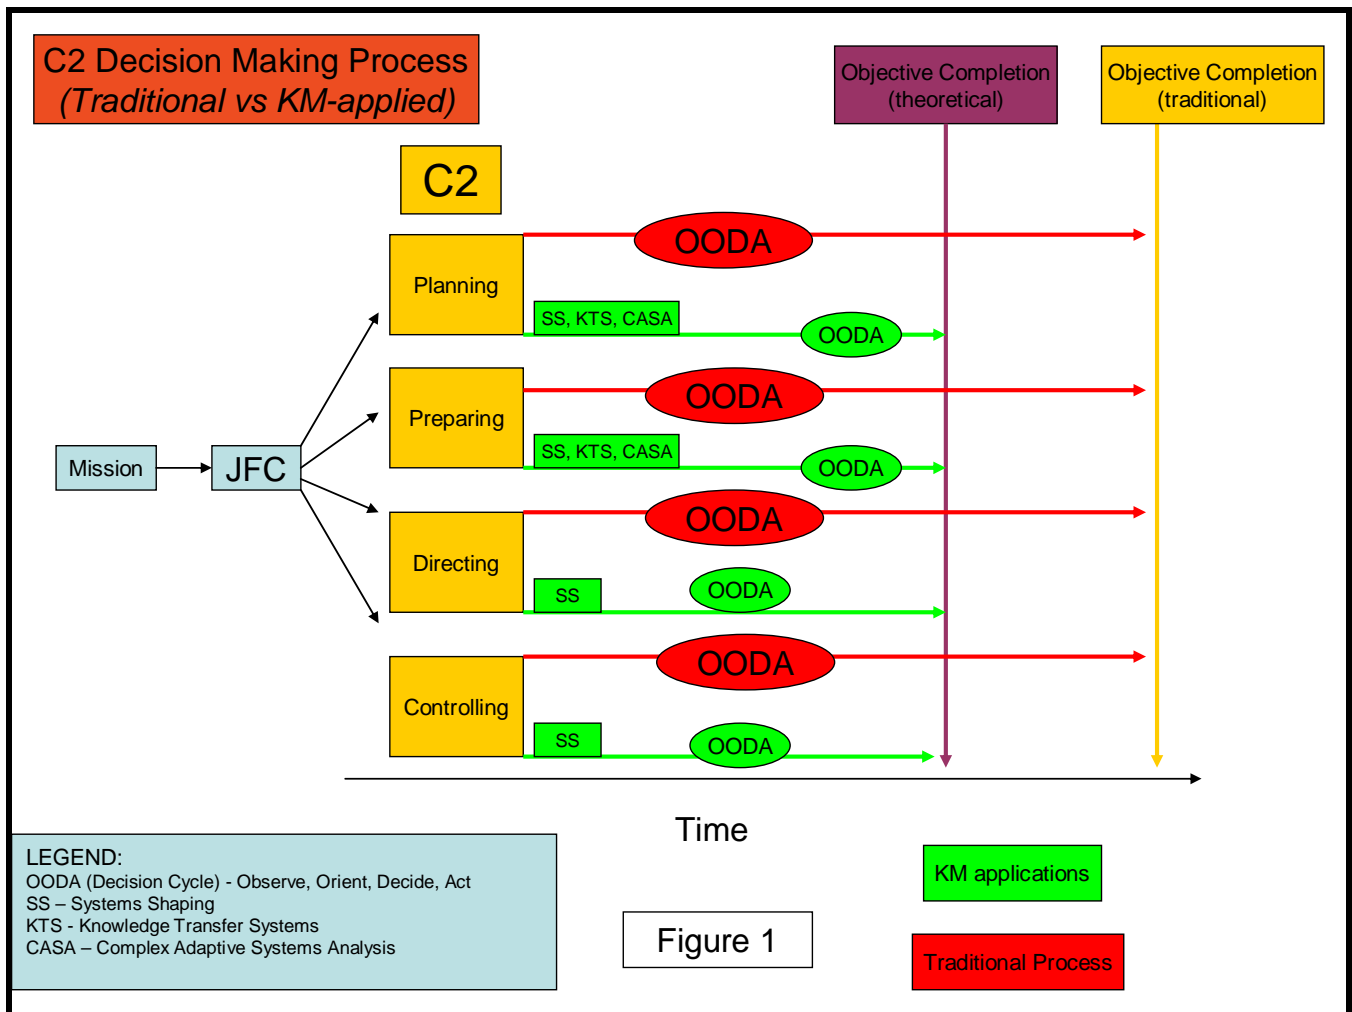 C2 Decision Making Process
(Traditional vs KM-applied)
Objective Completion
(theoretical)
Objective Completion
(traditional)
C2
Planning
OODA
SS, KTS, CASA
OODA
Preparing
OODA
SS, KTS, CASA
OODA
Mission
JFC
Directing
OODA
SS
OODA
Controlling
OODA
SS
OODA
Time
LEGEND:
OODA (Decision Cycle) - Observe, Orient, Decide, Act
SS – Systems Shaping
KTS - Knowledge Transfer Systems
CASA – Complex Adaptive Systems Analysis
Figure 1
KM applications
Traditional Process